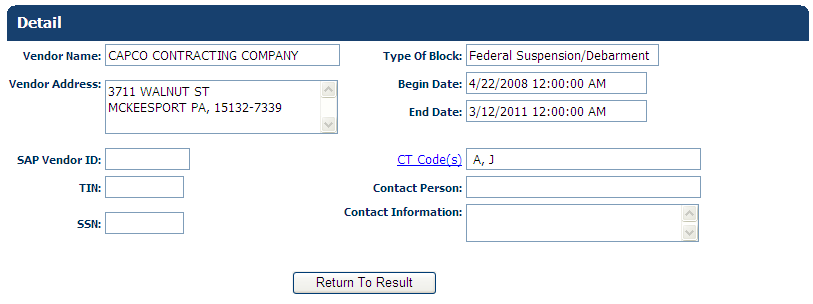 Detail
Vendor Name: CAPCO CONTRACTING COMPANY
Type Of Block: Federal Suspension/Debarment
Vendor Address: 3711 WALNUT ST
MCKEESPORT PA, 15132-7339
Begin Date: 4/22/2008 12:00:00 AM
End Date: 3/12/2011 12:00:00 AM
SAP Vendor ID:
CT Code(s) A, J
TIN:
Contact Person:
SSN:
Contact Information:
Return To Result